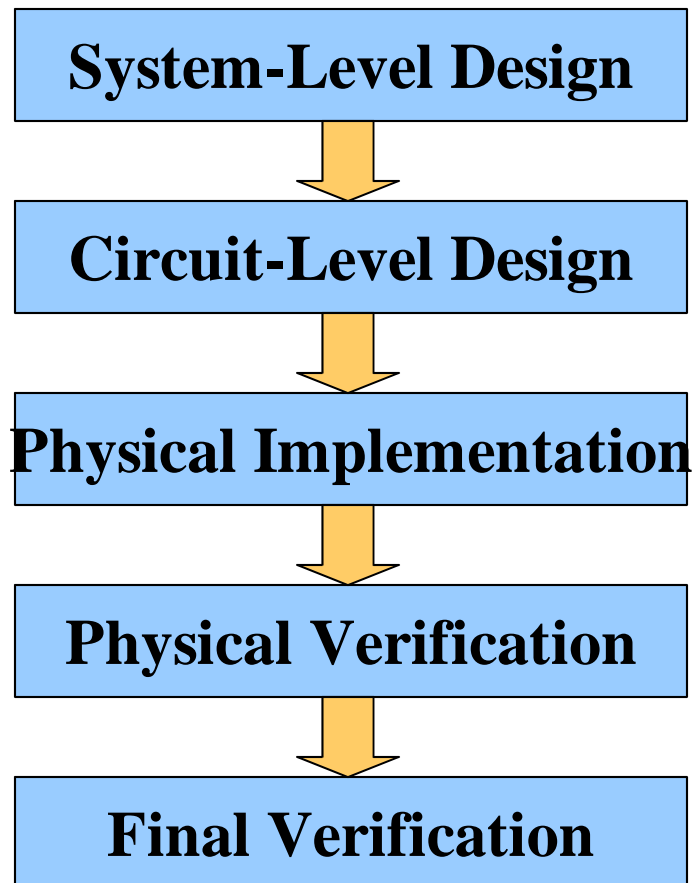 System-Level Design
Circuit-Level Design
Physical Implementation
Physical Verification
Final Verification